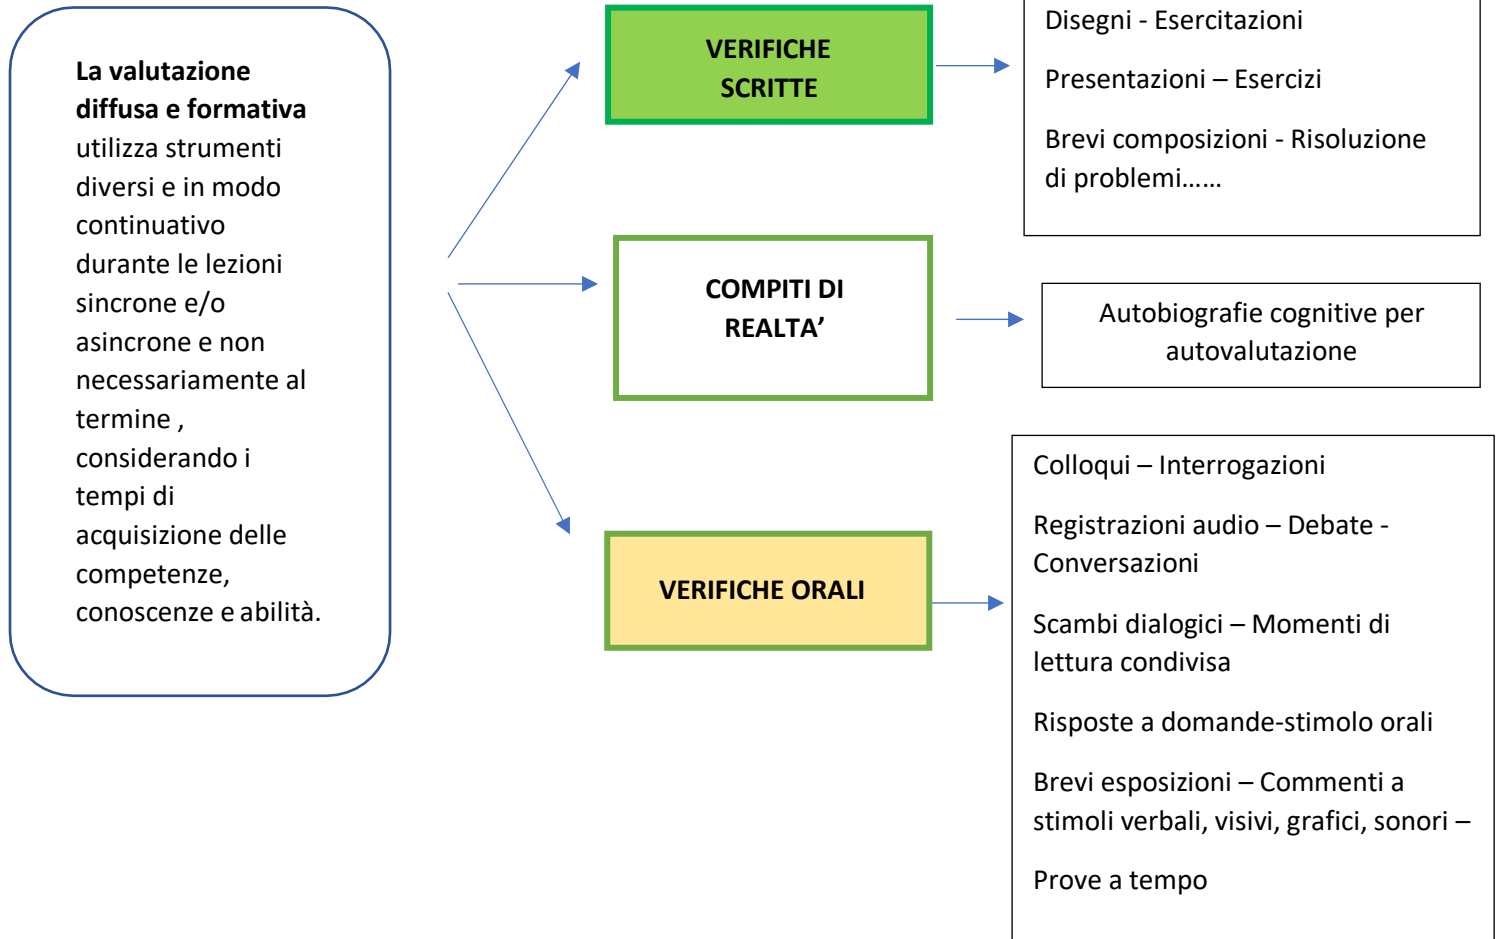 La valutazione
diffusa e formativa
utilizza strumenti
diversi e in modo
continuativo
durante le lezioni
sincrone e/o
asincrone e non
necessariamente al
termine ,
considerando i
tempi di
acquisizione delle
competenze,
conoscenze e abilità.
VERIFICHE
SCRITTE
Disegni - Esercitazioni
Presentazioni – Esercizi
Brevi composizioni - Risoluzione
di problemi......
COMPITI DI
REALTA’
Autobiografie cognitive per
autovalutazione
VERIFICHE ORALI
Colloqui – Interrogazioni
Registrazioni audio – Debate -
Conversazioni
Scambi dialogici – Momenti di
lettura condivisa
Risposte a domande-stimolo orali
Brevi esposizioni – Commenti a
stimoli verbali, visivi, grafici, sonori –
Prove a tempo